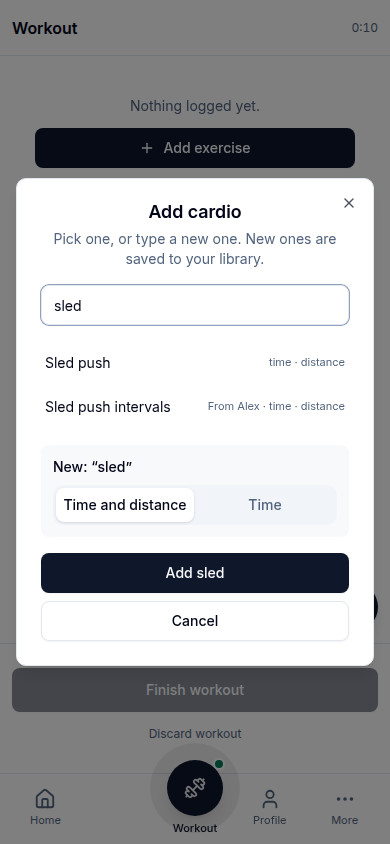 Workout
0:10
Nothing logged yet.
Add exercise
Add cardio
Pick one, or type a new one. New ones are
saved to your library.
sled
Sled push
time · distance
Sled push intervals
From Alex · time · distance
New: “sled”
Time and distance
Time
Add sled
Cancel
Finish workout
Discard workout
Home
Workout
Profile
More